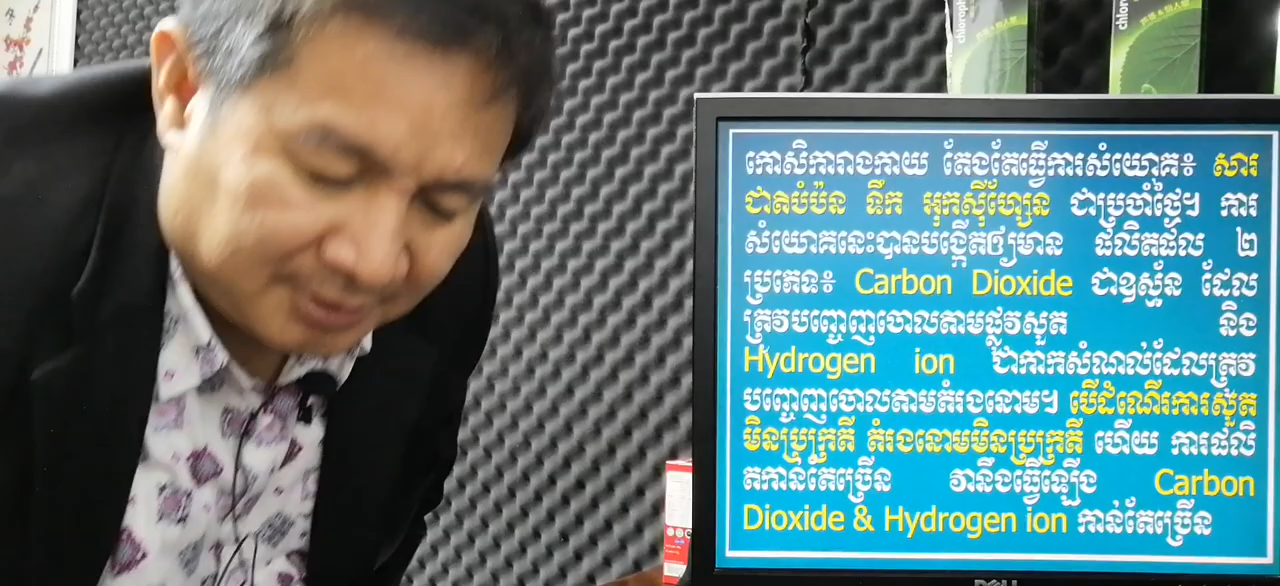 chlorophyll
កោសិការាងកាយ តែងតែធ្វើការសំយោគ៖ សារ
ជាតិបំប៉ន ទឹក អុកស៊ីហ្សែន ជាប្រចាំថ្ងៃ។ ការ
សំយោគនេះបានបង្កើតឲ្យមាន ផលិតផល ២
ប្រភេទ៖ Carbon Dioxide ជាឧស្ម័ន ដែល
ត្រូវបញ្ចេញចោលតាមផ្លូវសួត និង
Hydrogen ion ជាកាកសំណល់ដែលត្រូវ
បញ្ចេញចោលតាមតំរងនោម។ បើដំណើរការសួត
មិនប្រក្រតី តំរងនោមមិនប្រក្រតី ហើយ ការផលិ
តកាន់តែច្រើន វានឹងធ្វើឡើង Carbon
Dioxide & Hydrogen ion កាន់តែច្រើន
DELL